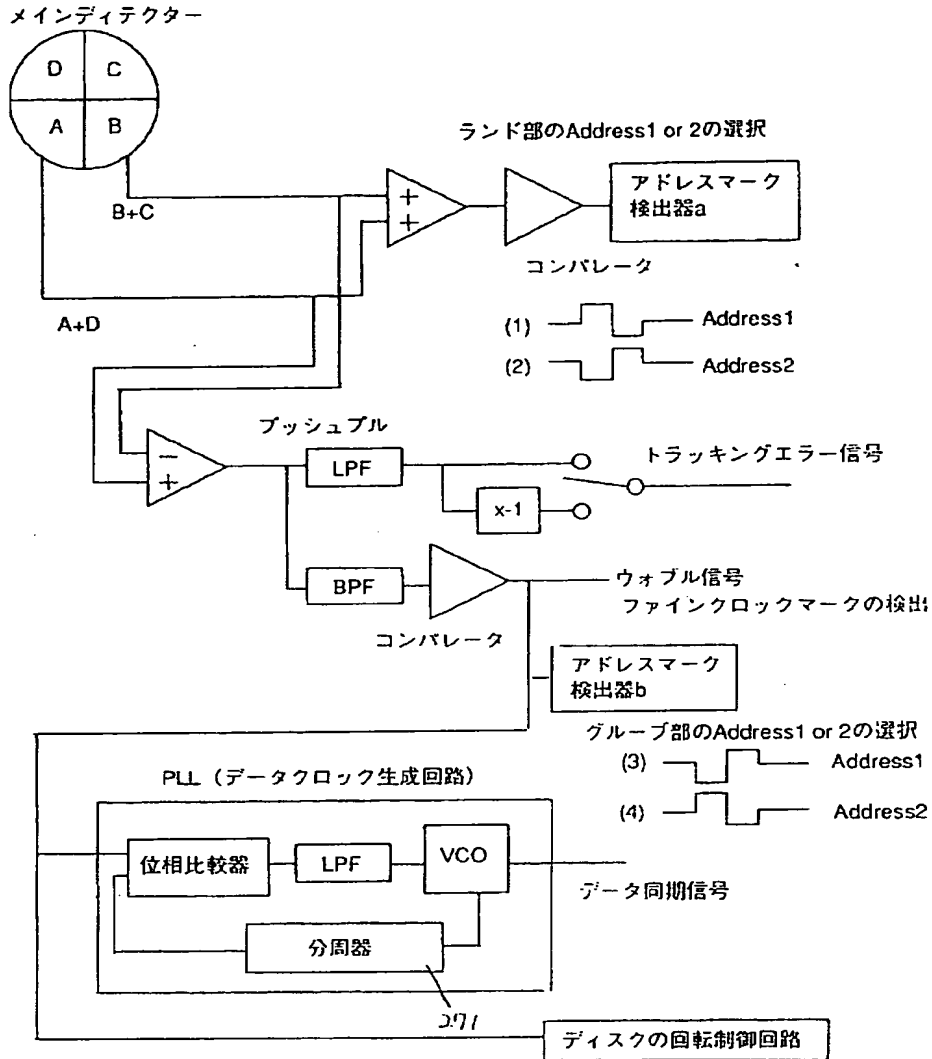 メインディテクター
D C
A B
ランド部のAddress1 or 2の選択
アドレスマーク
検出器a
B+C
+
+
コンパレータ
A+D
(1) Address1
(2) Address2
プッシュプル
−
+
LPF
トラッキングエラー信号
x-1
BPF
ウォブル信号
ファインクロックマークの検出
コンパレータ
アドレスマーク
検出器b
グルーブ部のAddress1 or 2の選択
(3) Address1
(4) Address2
PLL（データクロック生成回路）
位相比較器
LPF
VCO
データ同期信号
分周器
271
ディスクの回転制御回路